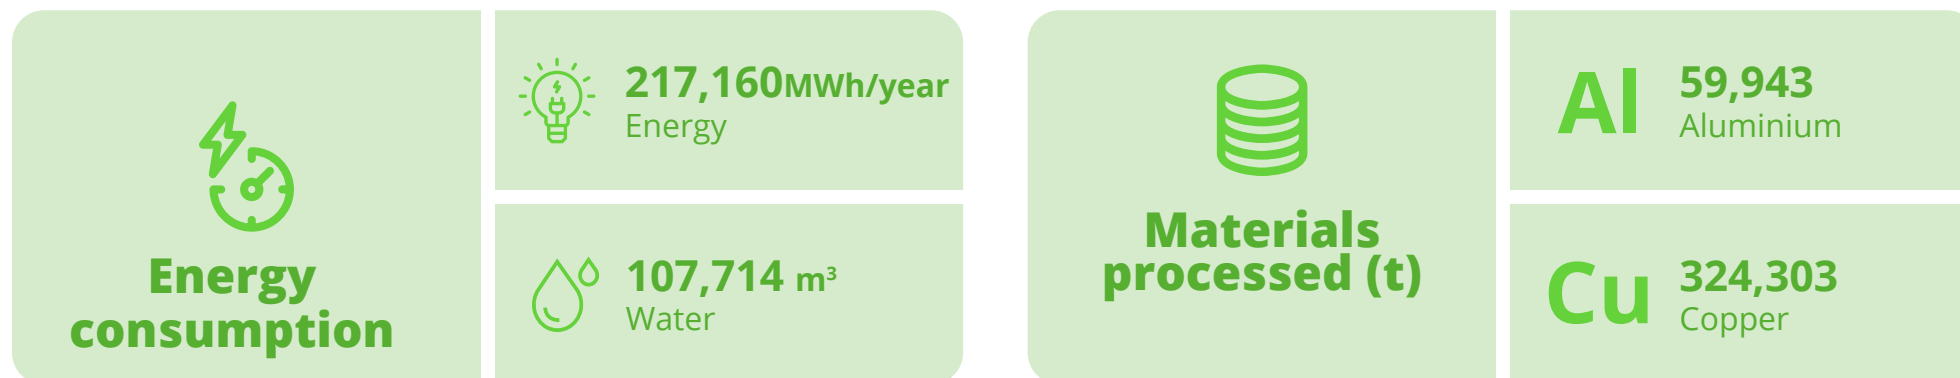 Energy
consumption
217,160MWh/year
Energy
107,714 m³
Water
Materials
processed (t)
Al
59,943
Aluminium
Cu
324,303
Copper